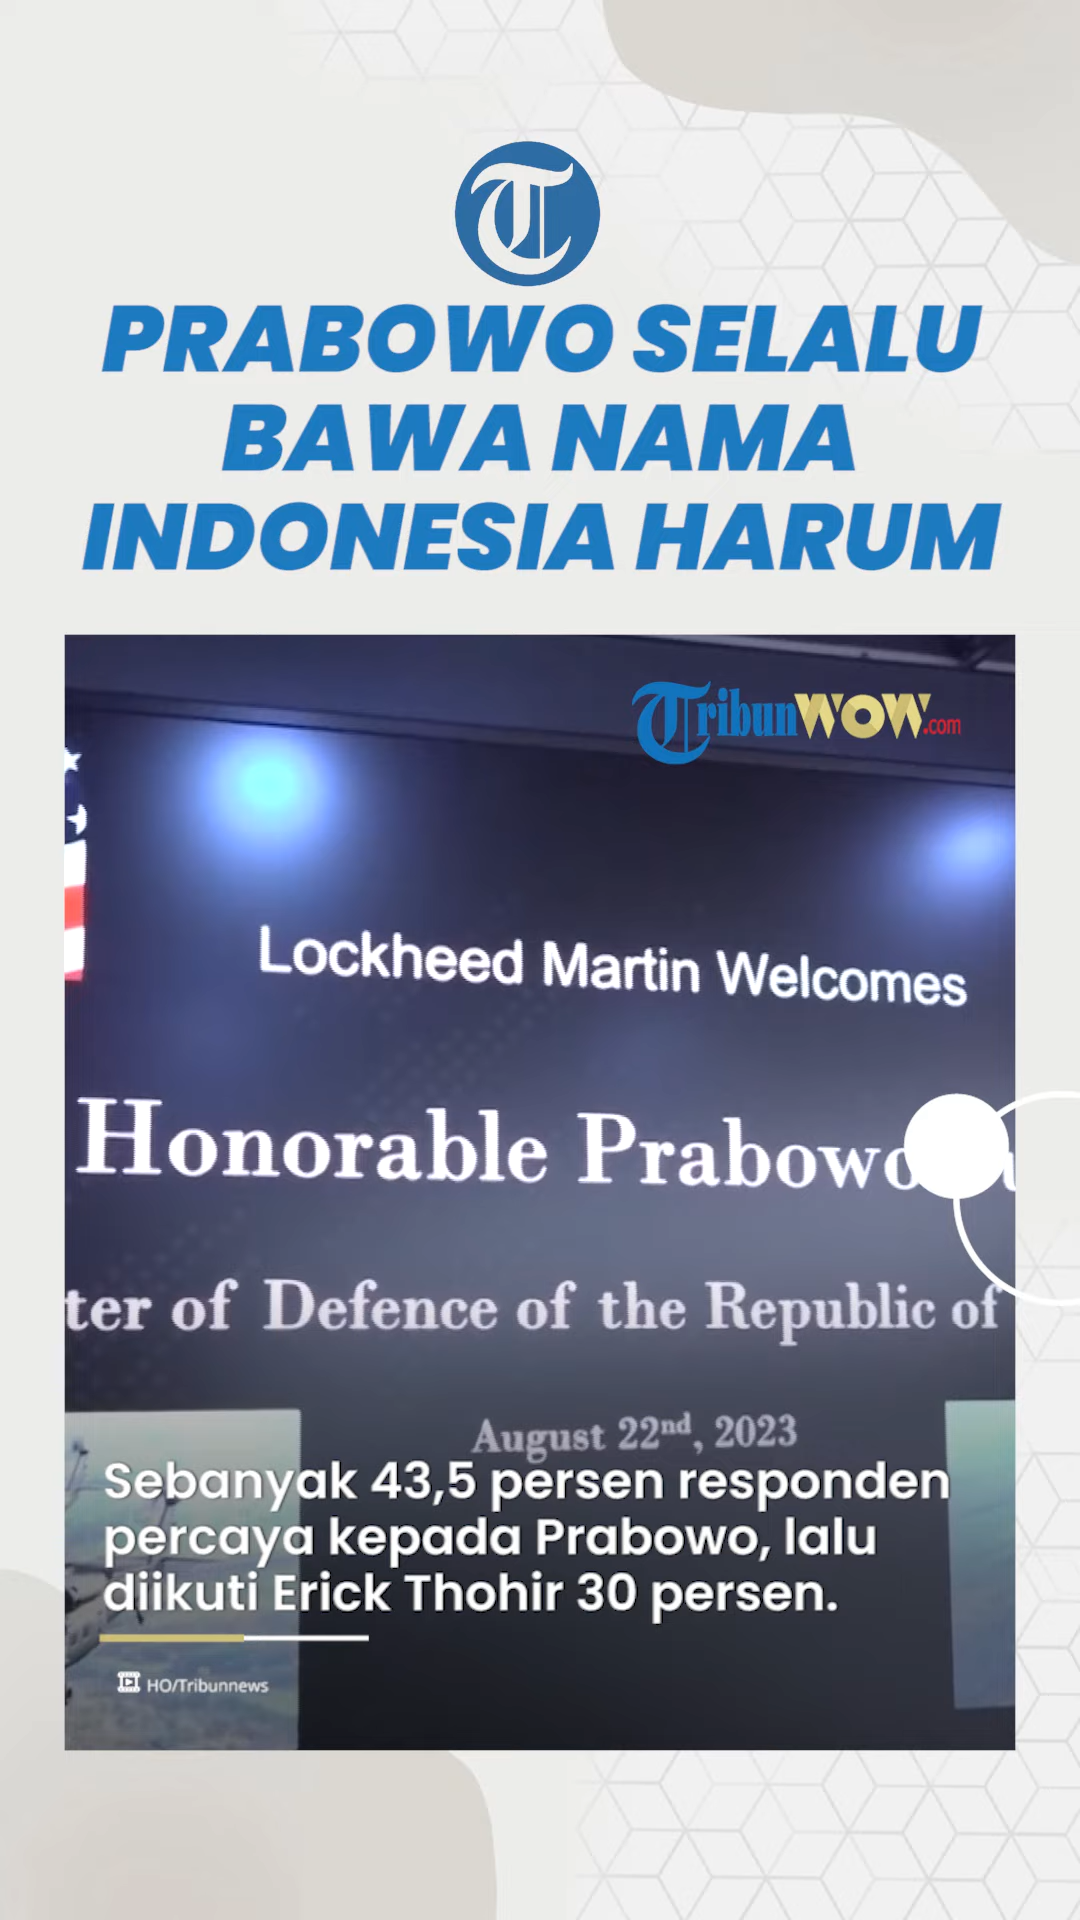 PRABOWO SELALU
BAWA NAMA
INDONESIA HARUM
TribunWOW.com
Lockheed Martin Welcomes
Honorable Prabowo
ter of Defence of the Republic of
August 22nd, 2023
Sebanyak 43,5 persen responden
percaya kepada Prabowo, lalu
diikuti Erick Thohir 30 persen.
HO/Tribunnews